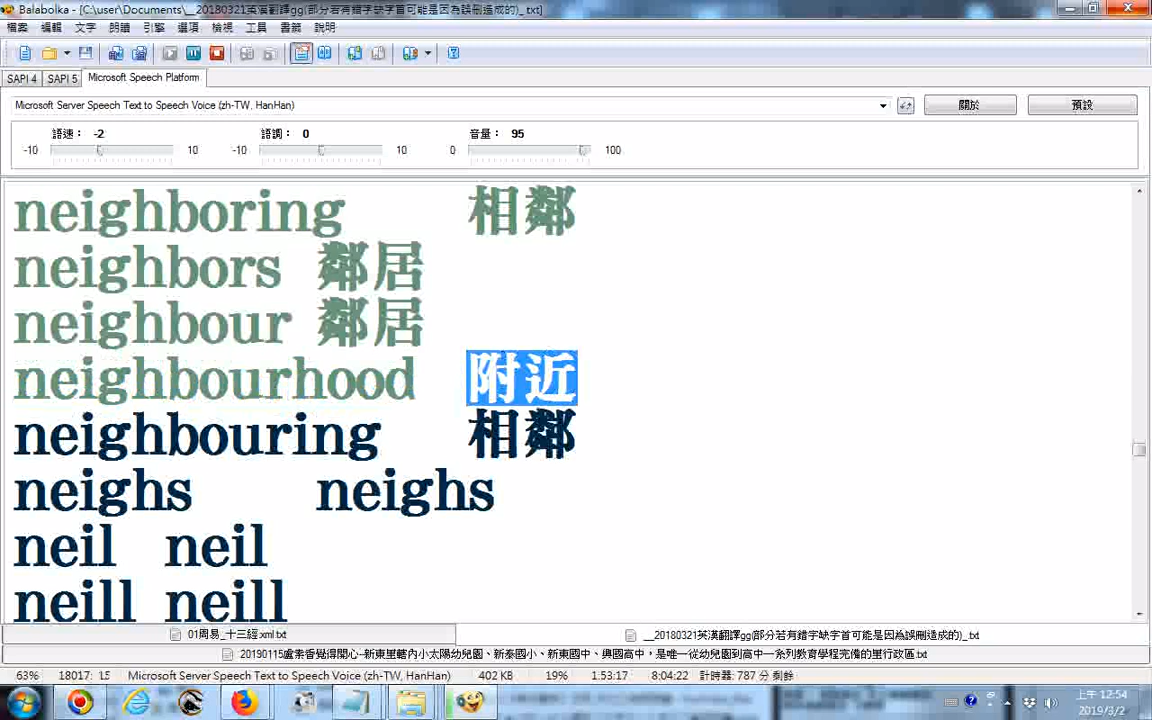 Balabolka - [C:\user\Documents\__20180321英漢翻譯gg(部分若有錯字缺字首可能是因為誤刪造成的)_.txt]
檔案 編輯 文字 朗讀 引擎 選項 檢視 工具 書籤 說明
SAPI 4 SAPI 5 Microsoft Speech Platform
Microsoft Server Speech Text to Speech Voice (zh-TW, HanHan) 關於 預設
語速： -2 語調： 0 音量： 95
-10 10 -10 10 0 100
neighboring 相鄰
neighbors 鄰居
neighbour 鄰居
neighbourhood 附近
neighbouring 相鄰
neighs neighs
neil neil
neill neill
01周易_十三經.xml.txt __20180321英漢翻譯gg(部分若有錯字缺字首可能是因為誤刪造成的)_.txt
20190115盧素香覺得開心-新東里轄內小太陽幼兒園、新泰國小、新東國中、興國高中，是唯一從幼兒園到高中一系列教育學程完備的里行政區.txt
63% 18017: 15 Microsoft Server Speech Text to Speech Voice (zh-TW, HanHan) 402 KB 19% 1:53:17 8:04:22 計時器: 787 分 剩餘
上午 12:54
2019/3/2